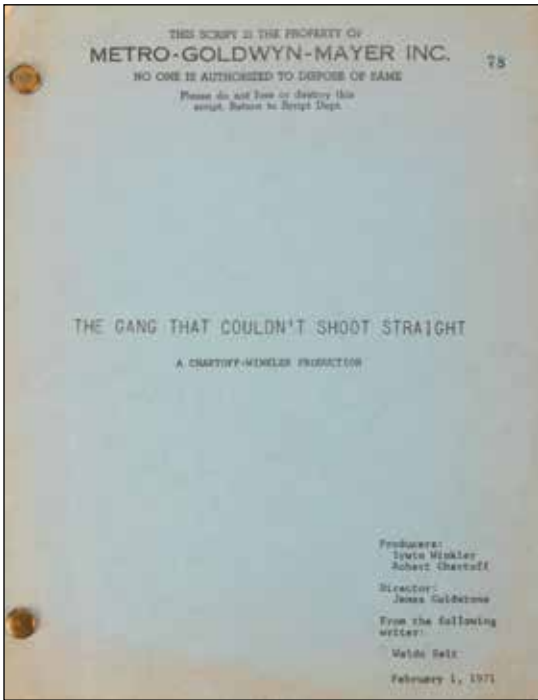 THIS SCRIPT IS THE PROPERTY OF
METRO-GOLDWYN-MAYER INC.
78
NO ONE IS AUTHORIZED TO DISPOSE OF SAME
Please do not lose or destroy this
script. Return to Script Dept.
THE GANG THAT COULDN'T SHOOT STRAIGHT
A CHARTOFF-WINKLER PRODUCTION
Producers:
Irwin Winkler
Robert Chartoff
Director:
James Goldstone
From the following
writer:
Waldo Salt
February 1, 1971